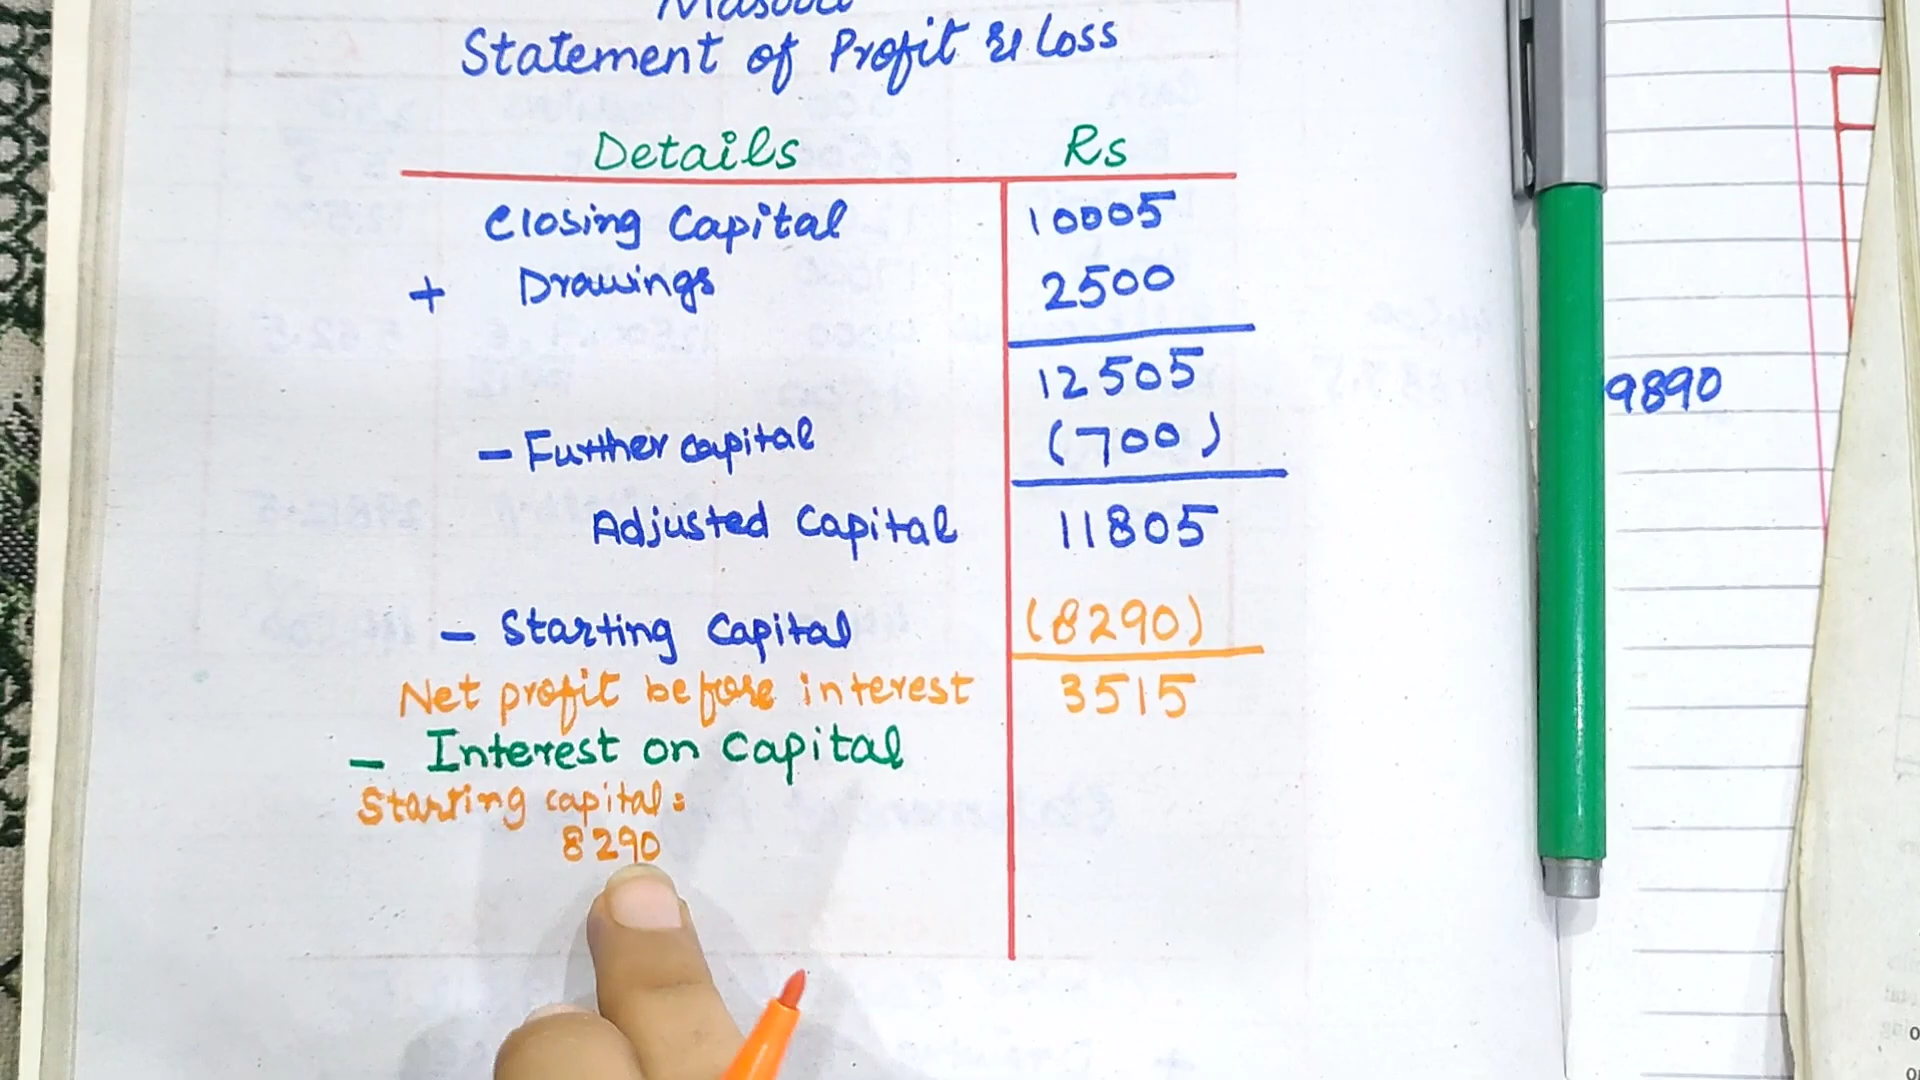 Masood
Statement of Profit & Loss
Details Rs
Closing Capital 10005
+ Drawings 2500
12505
9890
- Further capital (700)
Adjusted Capital 11805
- Starting Capital (8290)
Net profit before interest 3515
- Interest on Capital
Starting capital:
8290